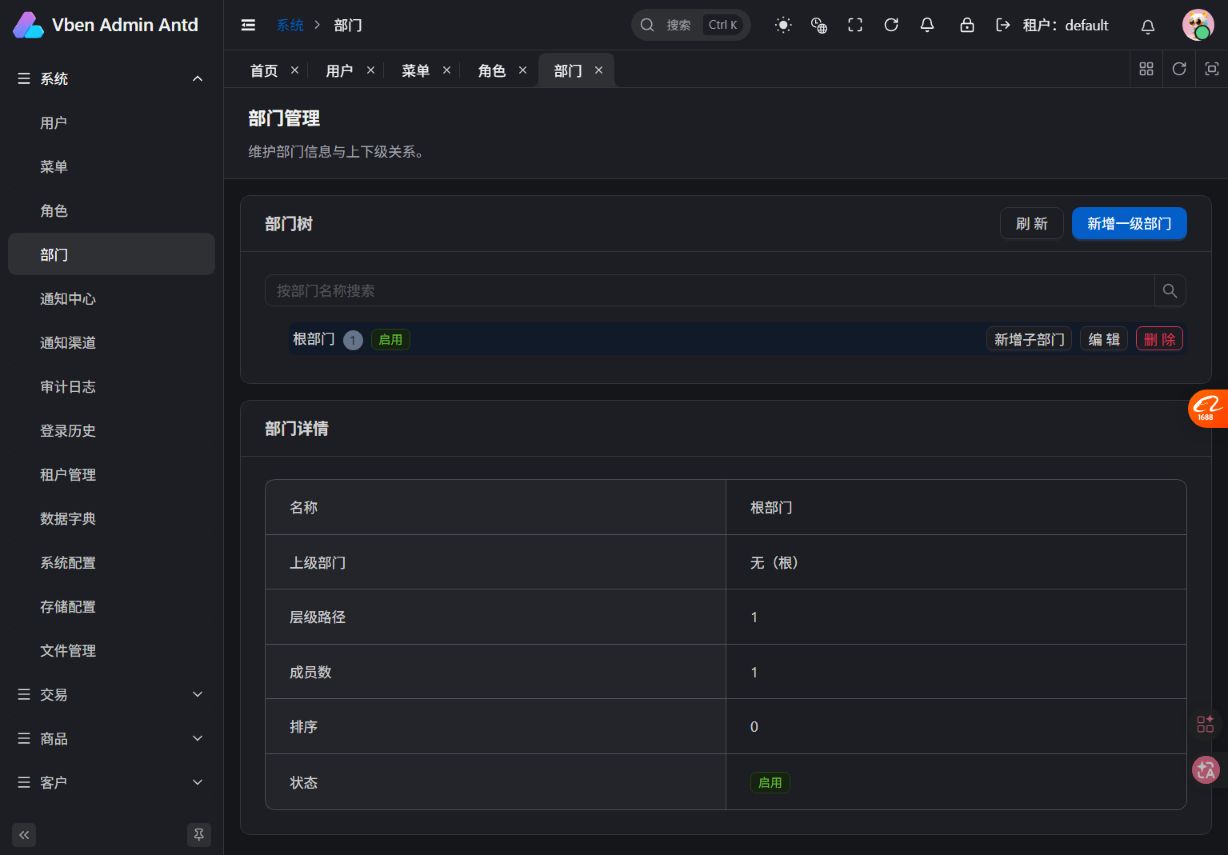 Vben Admin Antd
系统 > 部门
搜索 Ctrl K
租户：default
系统
用户
菜单
角色
部门
通知中心
通知渠道
审计日志
登录历史
租户管理
数据字典
系统配置
存储配置
文件管理
交易
商品
客户
首页 × 用户 × 菜单 × 角色 × 部门 ×
部门管理
维护部门信息与上下级关系。
部门树
刷 新 新增一级部门
按部门名称搜索
根部门 1 启用 新增子部门 编 辑 删 除
部门详情
名称 根部门
上级部门 无（根）
层级路径 1
成员数 1
排序 0
状态 启用
1688